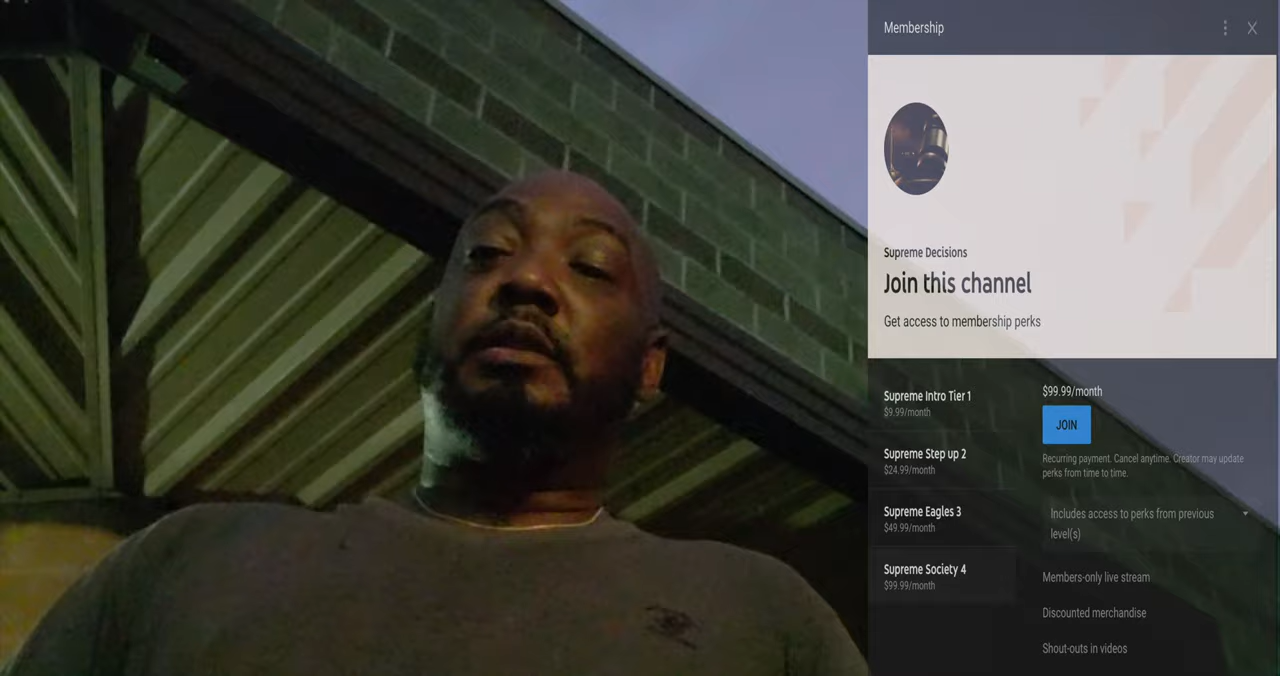 Membership
Supreme Decisions
Join this channel
Get access to membership perks
Supreme Intro Tier 1
$9.99/month
Supreme Step up 2
$24.99/month
Supreme Eagles 3
$49.99/month
Supreme Society 4
$99.99/month
$99.99/month
JOIN
Recurring payment. Cancel anytime. Creator may update
perks from time to time.
Includes access to perks from previous
level(s)
Members-only live stream
Discounted merchandise
Shout-outs in videos